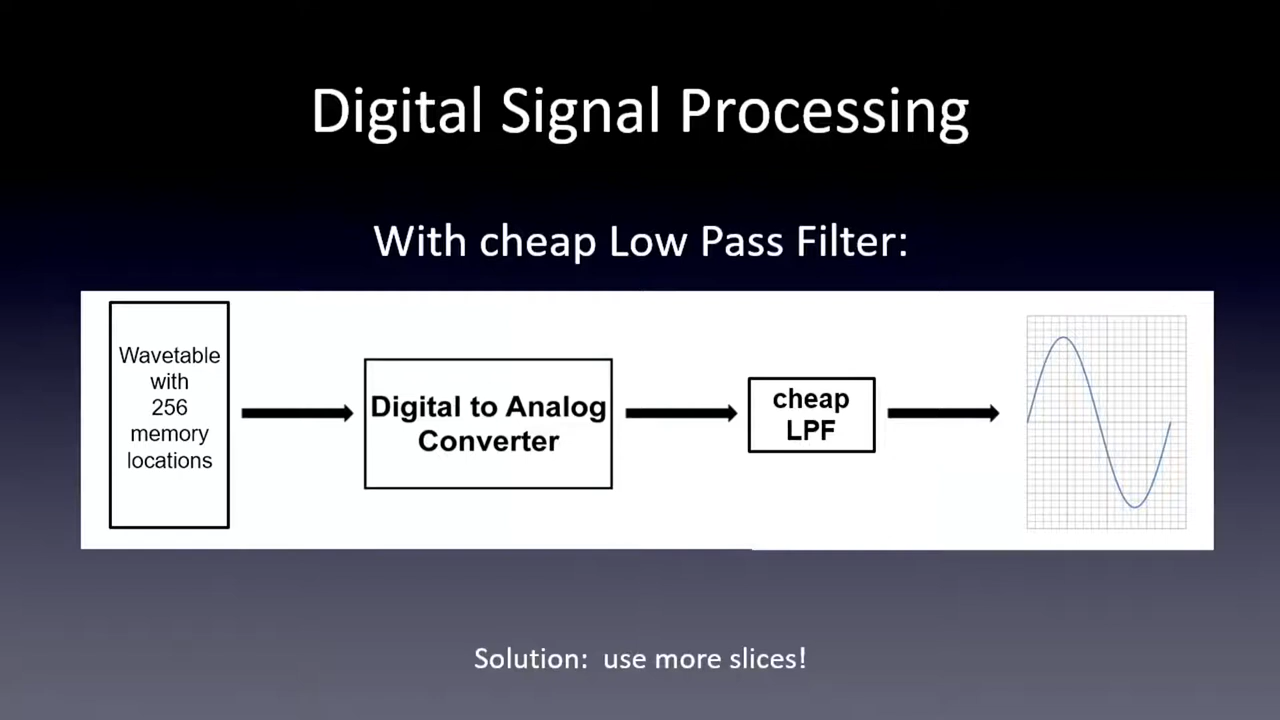 Digital Signal Processing
With cheap Low Pass Filter:
Wavetable
with
256
memory
locations
Digital to Analog
Converter
cheap
LPF
Solution: use more slices!